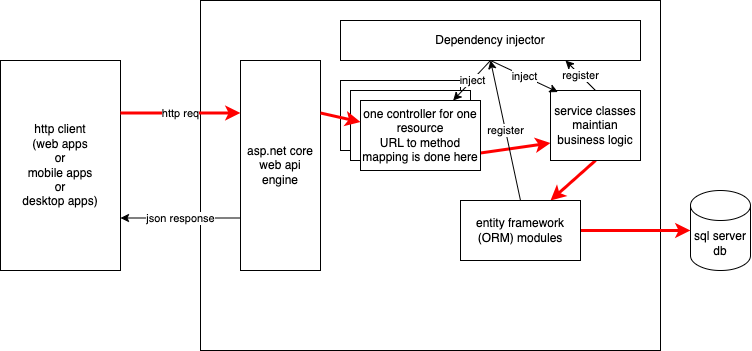 Dependency injector
inject
inject
register
http req
one controller for one
resource
URL to method
mapping is done here
service classes
maintian
business logic
http client
(web apps
or
mobile apps
or
desktop apps)
asp.net core
web api
engine
register
json response
entity framework
(ORM) modules
sql server
db